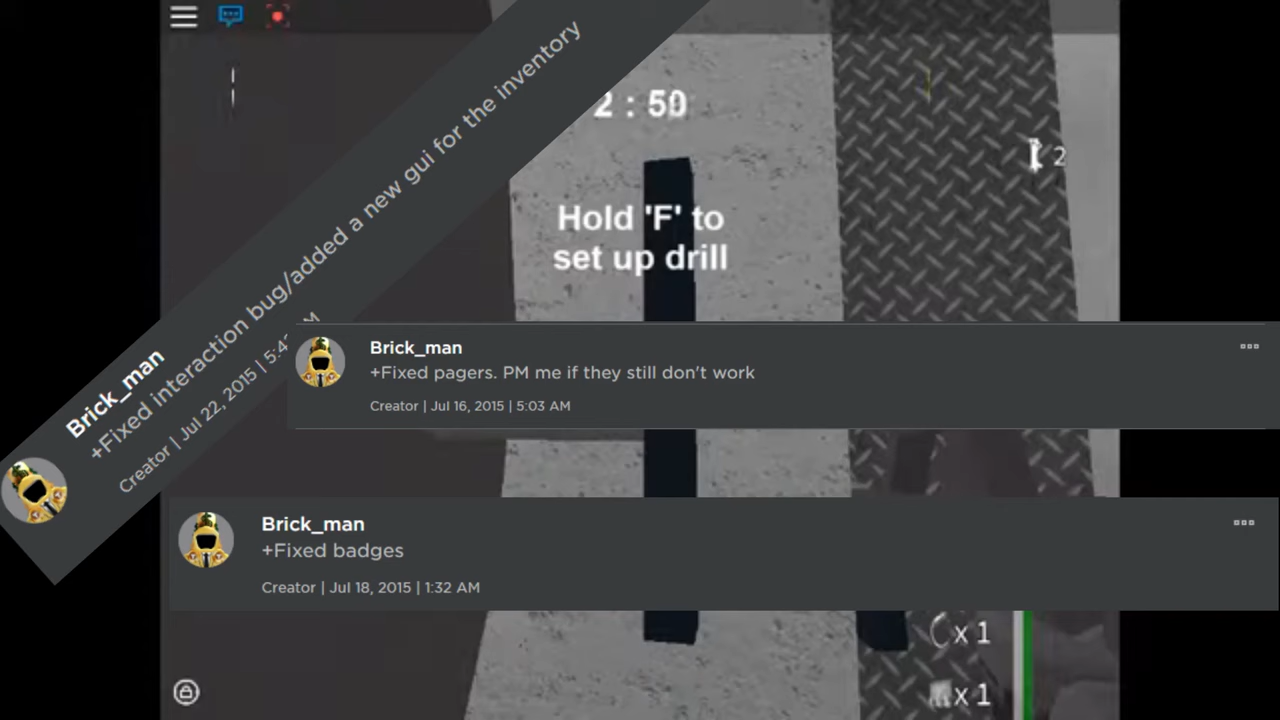 2 : 50
2
Hold 'F' to
set up drill
Brick_man
+Fixed interaction bug/added a new gui for the inventory
Creator | Jul 22, 2015 |
Brick_man
+Fixed pagers. PM me if they still don't work
Creator | Jul 16, 2015 | 5:03 AM
Brick_man
+Fixed badges
Creator | Jul 18, 2015 | 1:32 AM
x 1
x 1